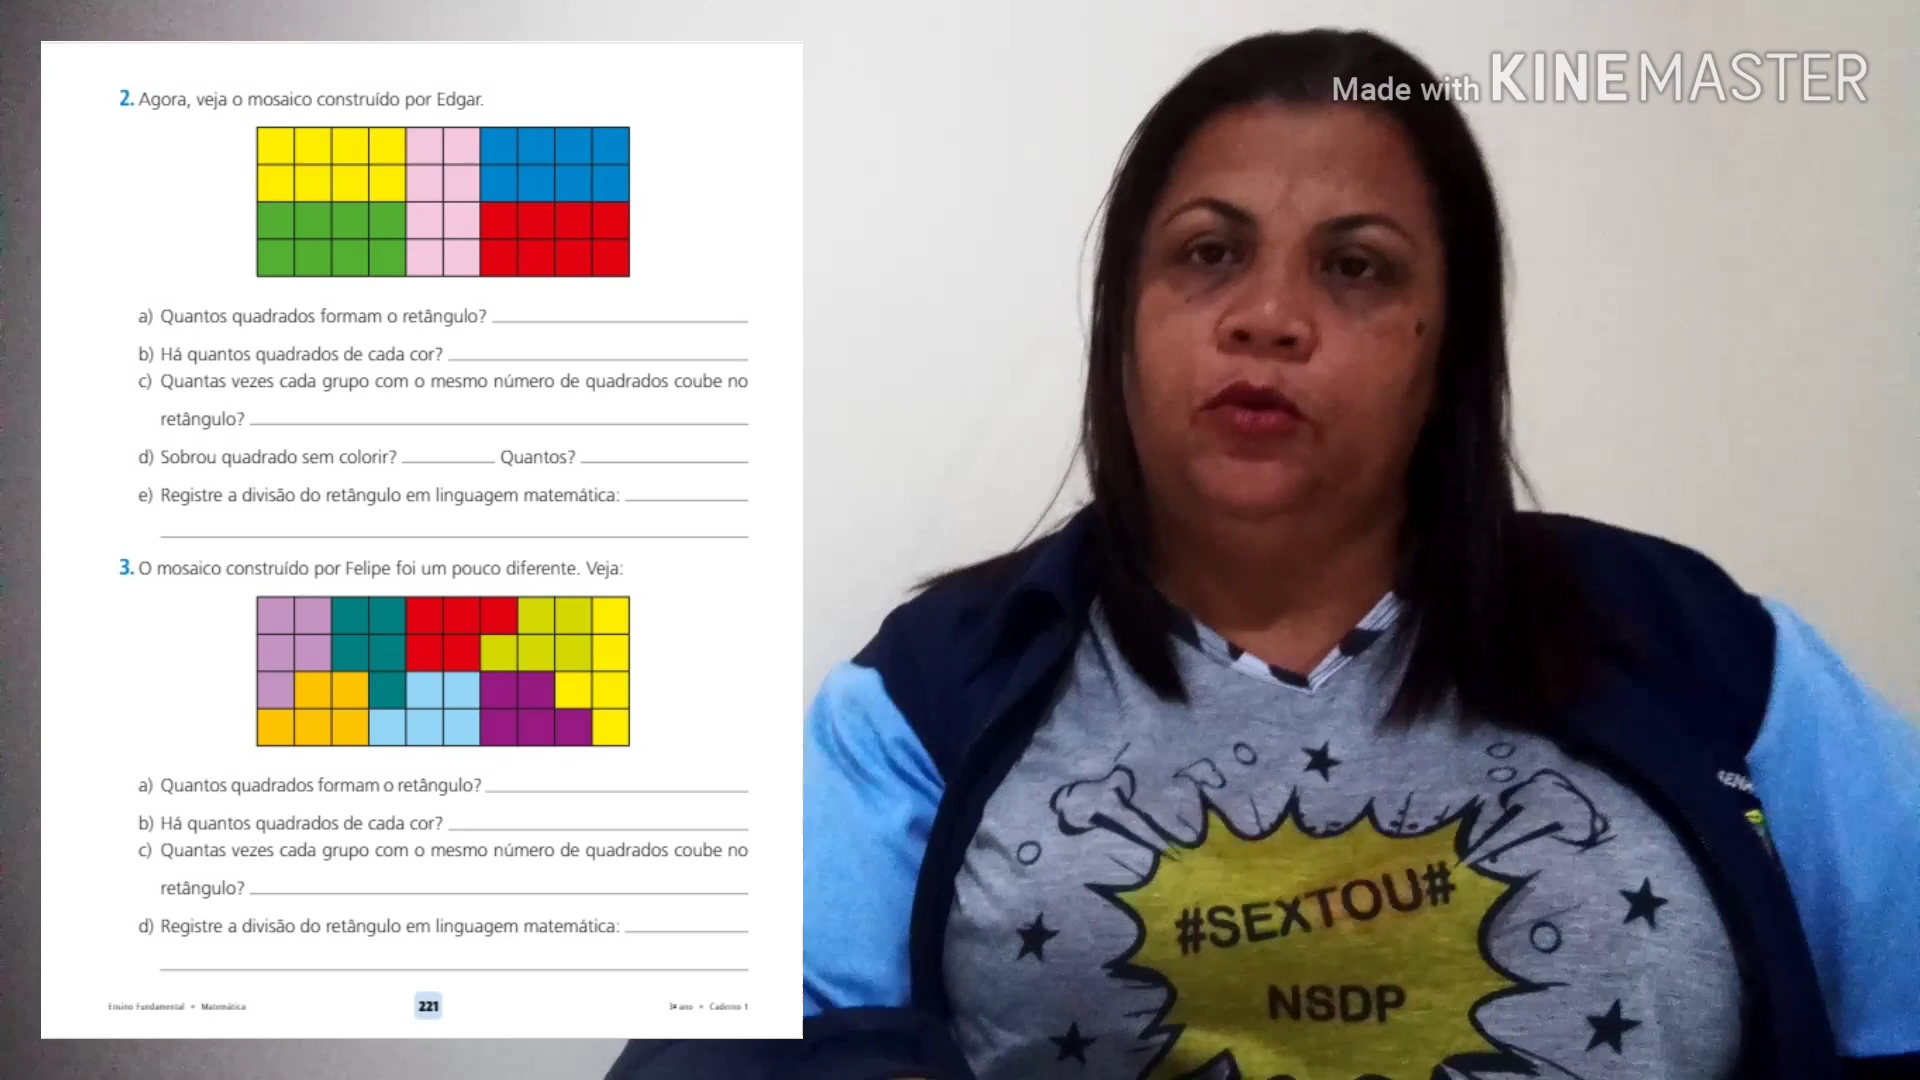 2. Agora, veja o mosaico construído por Edgar.
a) Quantos quadrados formam o retângulo?
b) Há quantos quadrados de cada cor?
c) Quantas vezes cada grupo com o mesmo número de quadrados coube no
retângulo?
d) Sobrou quadrado sem colorir? Quantos?
e) Registre a divisão do retângulo em linguagem matemática:
3. O mosaico construído por Felipe foi um pouco diferente. Veja:
a) Quantos quadrados formam o retângulo?
b) Há quantos quadrados de cada cor?
c) Quantas vezes cada grupo com o mesmo número de quadrados coube no
retângulo?
d) Registre a divisão do retângulo em linguagem matemática:
Ensino Fundamental • Matemática 221 3º ano • Caderno 1
Made with KINEMASTER
#SEXTOU#
NSDP